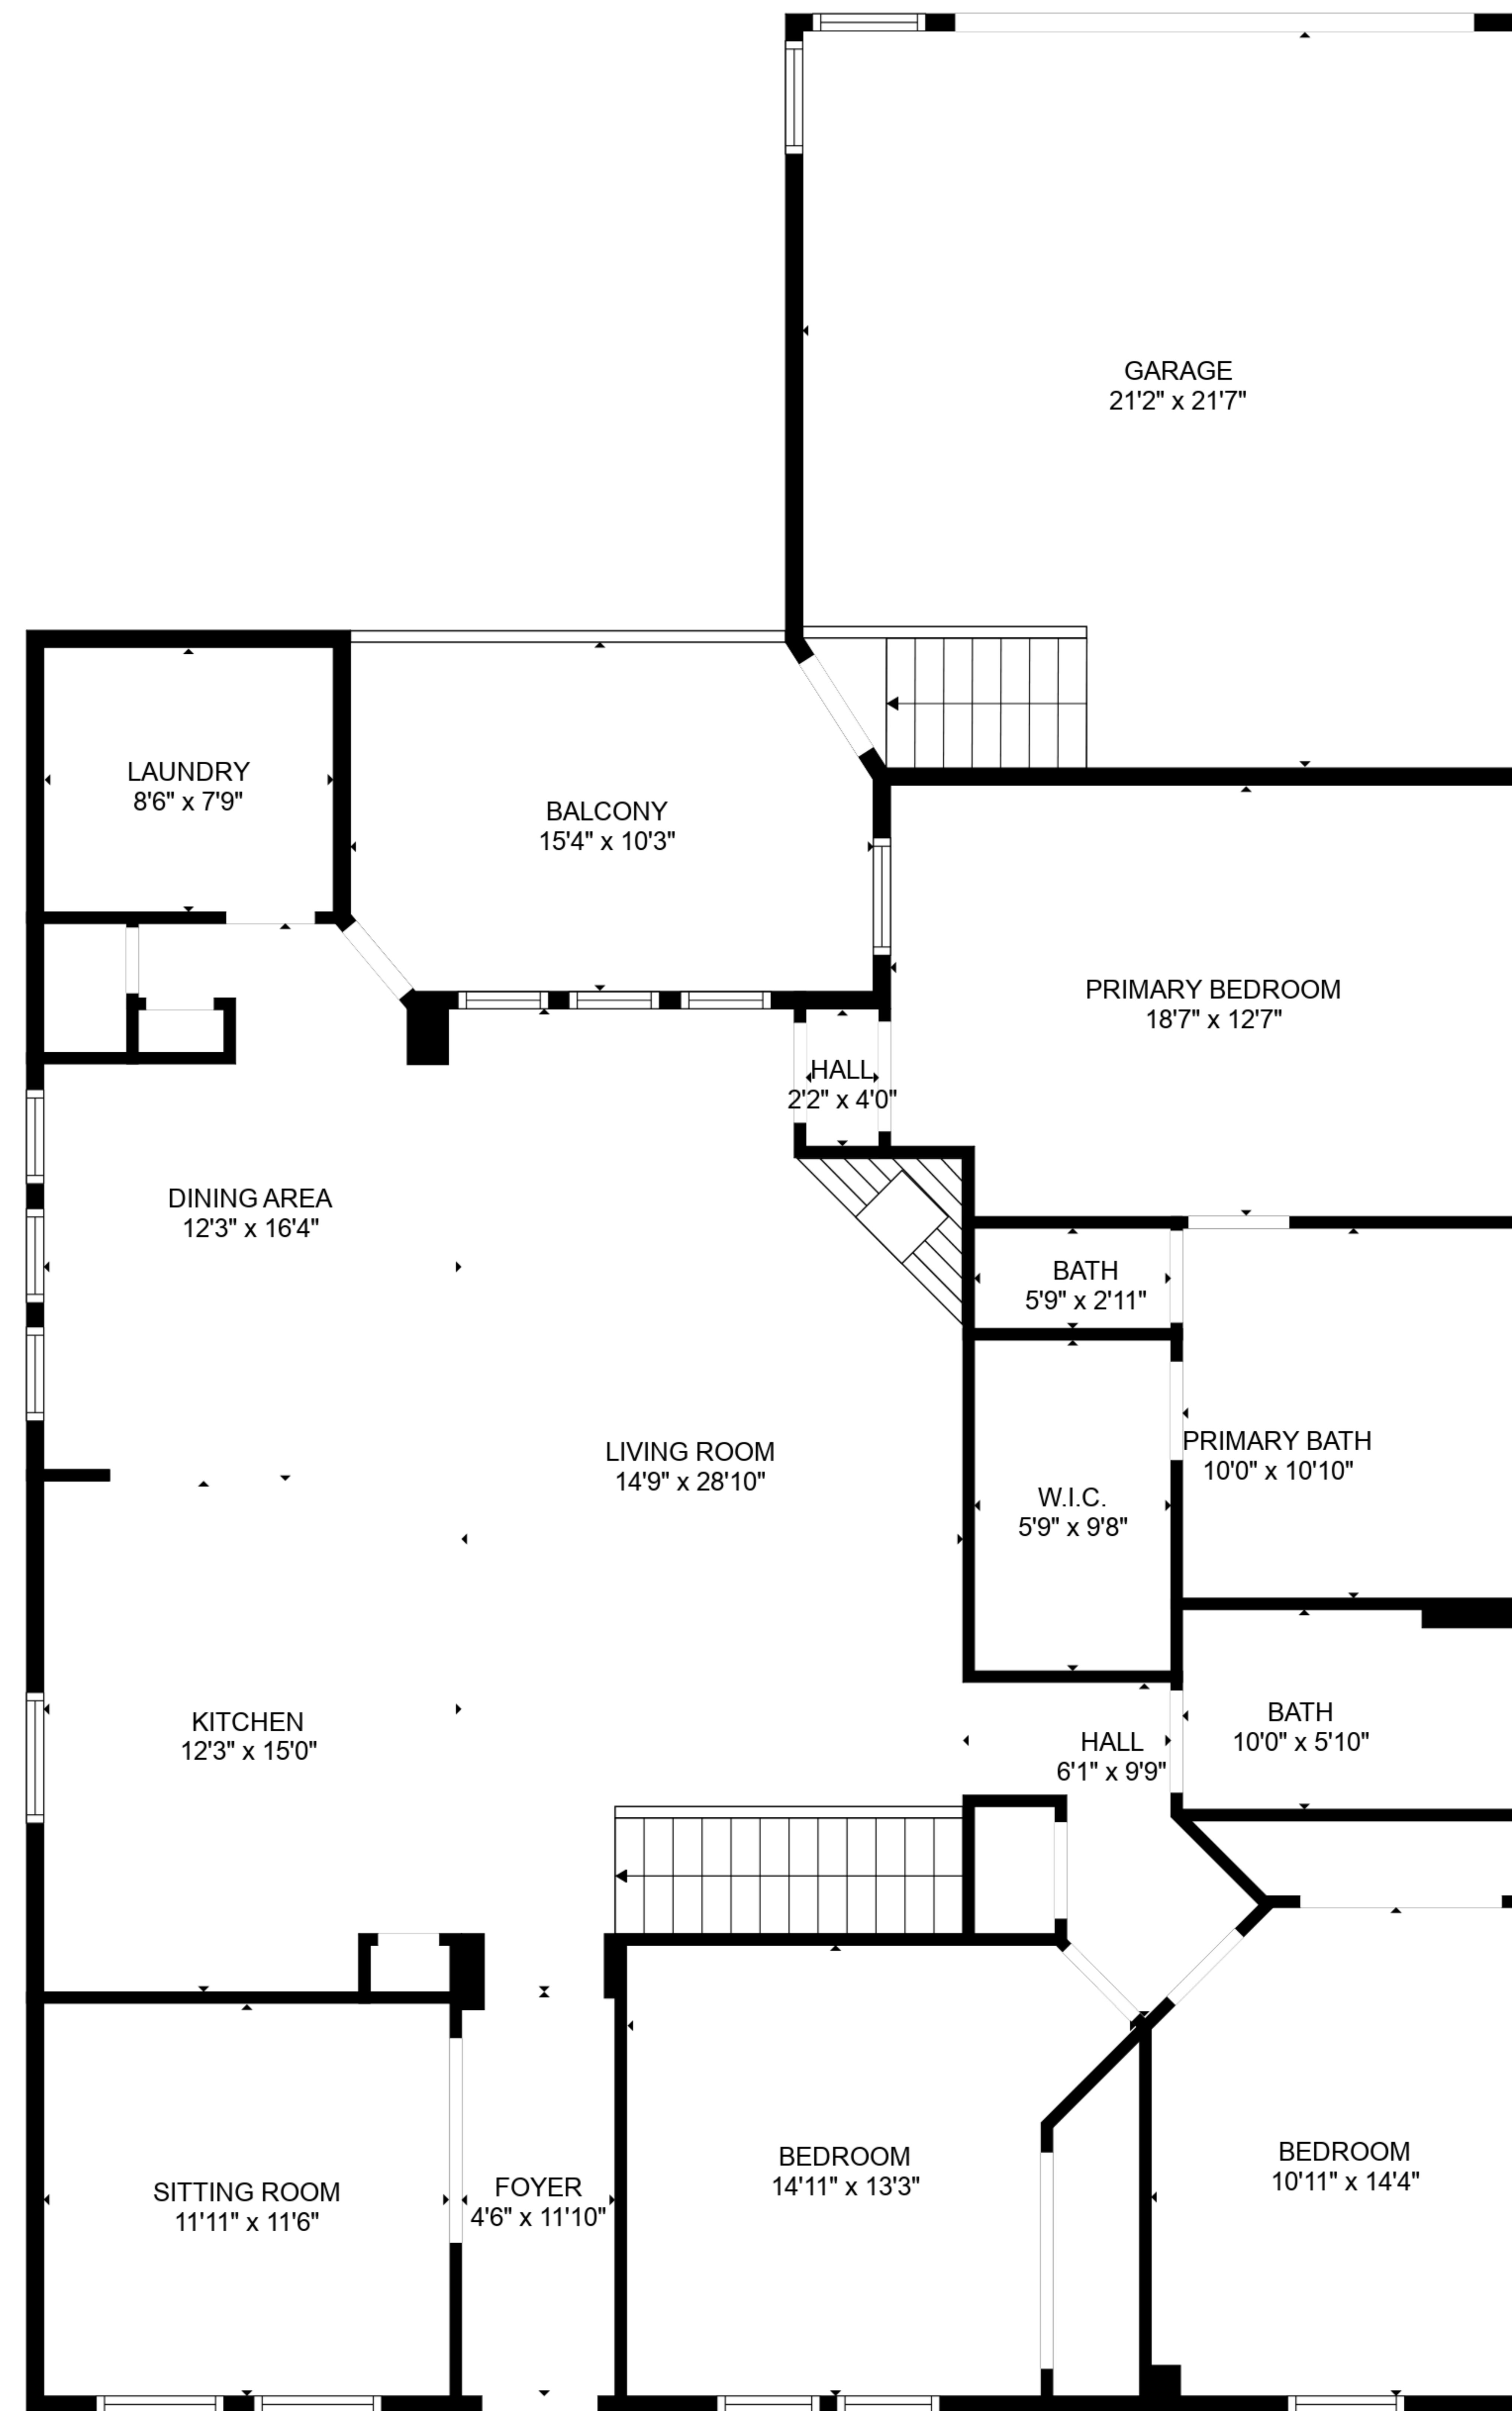 GARAGE
21'2" x 21'7"
LAUNDRY
8'6" x 7'9"
BALCONY
15'4" x 10'3"
PRIMARY BEDROOM
18'7" x 12'7"
HALL
2'2" x 4'0"
DINING AREA
12'3" x 16'4"
BATH
5'9" x 2'11"
LIVING ROOM
14'9" x 28'10"
PRIMARY BATH
10'0" x 10'10"
W.I.C.
5'9" x 9'8"
KITCHEN
12'3" x 15'0"
HALL
6'1" x 9'9"
BATH
10'0" x 5'10"
SITTING ROOM
11'11" x 11'6"
FOYER
4'6" x 11'10"
BEDROOM
14'11" x 13'3"
BEDROOM
10'11" x 14'4"